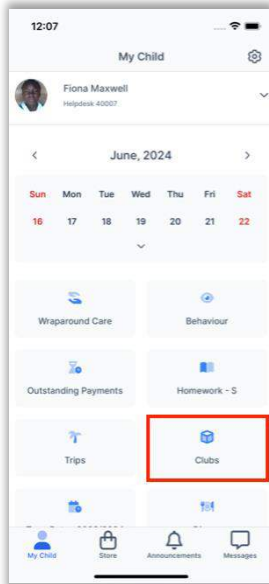 12:07
My Child
Fiona Maxwell
Helpdesk 40007
June, 2024
Sun Mon Tue Wed Thu Fri Sat
16 17 18 19 20 21 22
Wraparound Care Behaviour
Outstanding Payments Homework - S
Trips Clubs
My Child Store Announcements Messages